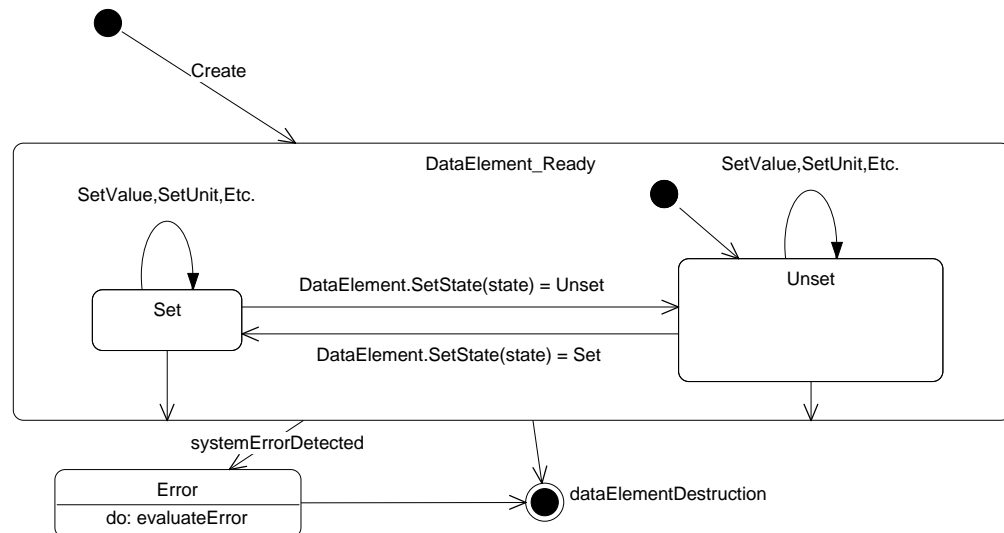 Create
DataElement_Ready
SetValue,SetUnit,Etc.
SetValue,SetUnit,Etc.
Unset
DataElement.SetState(state) = Unset
Set
DataElement.SetState(state) = Set
systemErrorDetected
Error
dataElementDestruction
do: evaluateError